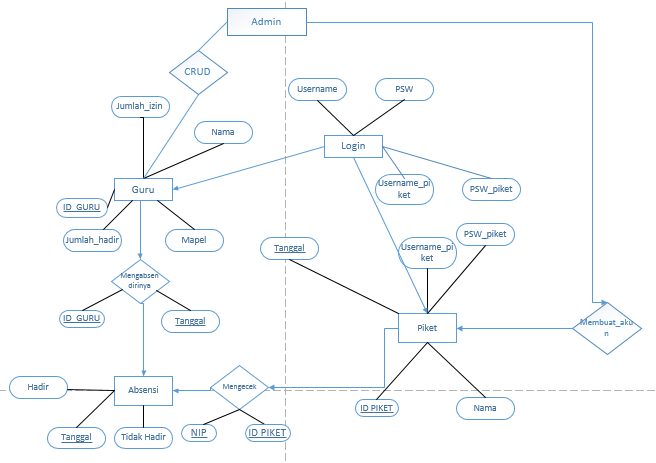 Admin
CRUD
Username
PSW
Jumlah_izin
Nama
Login
Guru
Username_pi
ket
PSW_piket
ID_GURU
Jumlah_hadir
Mapel
Tanggal
Username_pi
ket
PSW_piket
Mengabsen
dirinya
ID_GURU
Tanggal
Piket
Membuat_aku
n
Hadir
Absensi
Mengecek
ID PIKET
Nama
Tanggal
Tidak Hadir
NIP
ID PIKET